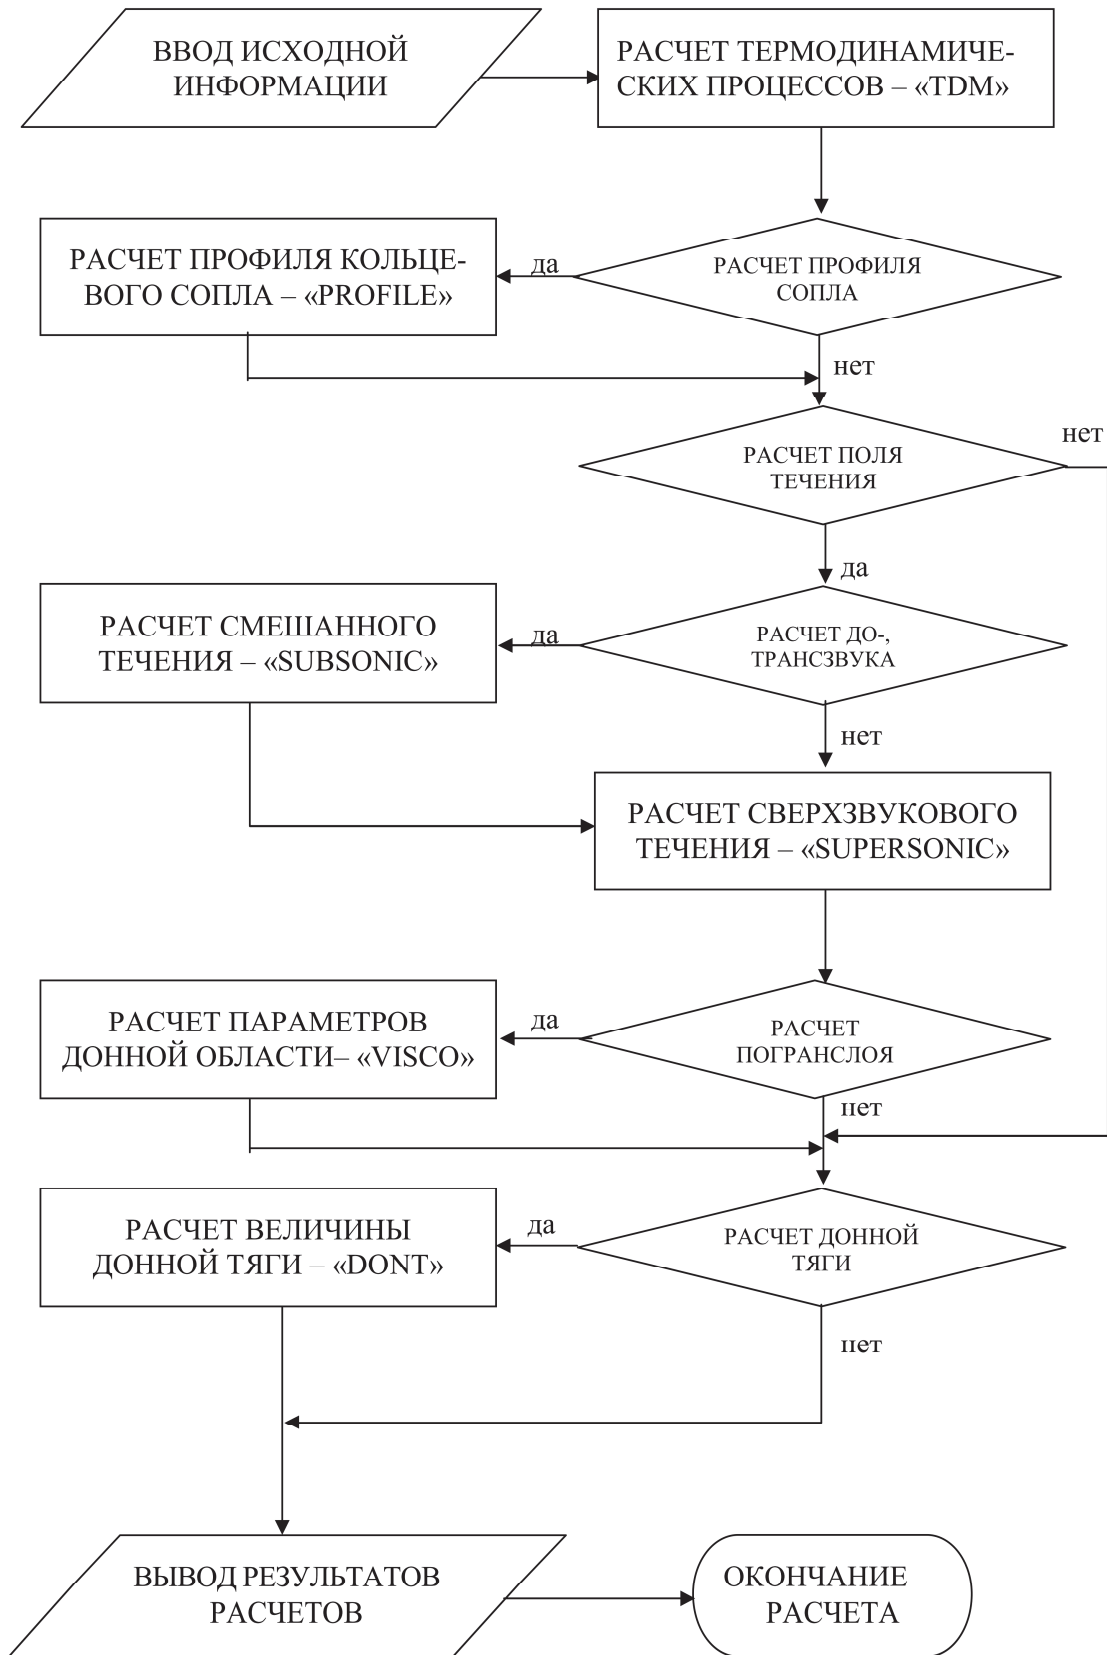 ВВОД ИСХОДНОЙ
ИНФОРМАЦИИ
РАСЧЕТ ТЕРМОДИНАМИЧЕ-
СКИХ ПРОЦЕССОВ – «TDM»
РАСЧЕТ ПРОФИЛЯ КОЛЬЦЕ-
ВОГО СОПЛА – «PROFILE»
да
РАСЧЕТ ПРОФИЛЯ
СОПЛА
нет
РАСЧЕТ ПОЛЯ
ТЕЧЕНИЯ
нет
да
РАСЧЕТ СМЕШАННОГО
ТЕЧЕНИЯ – «SUBSONIC»
да
РАСЧЕТ ДО-,
ТРАНСЗВУКА
нет
РАСЧЕТ СВЕРХЗВУКОВОГО
ТЕЧЕНИЯ – «SUPERSONIC»
РАСЧЕТ ПАРАМЕТРОВ
ДОННОЙ ОБЛАСТИ– «VISCO»
да
РАСЧЕТ
ПОГРАНСЛОЯ
нет
РАСЧЕТ ВЕЛИЧИНЫ
ДОННОЙ ТЯГИ – «DONT»
да
РАСЧЕТ ДОННОЙ
ТЯГИ
нет
ВЫВОД РЕЗУЛЬТАТОВ
РАСЧЕТОВ
ОКОНЧАНИЕ
РАСЧЕТА